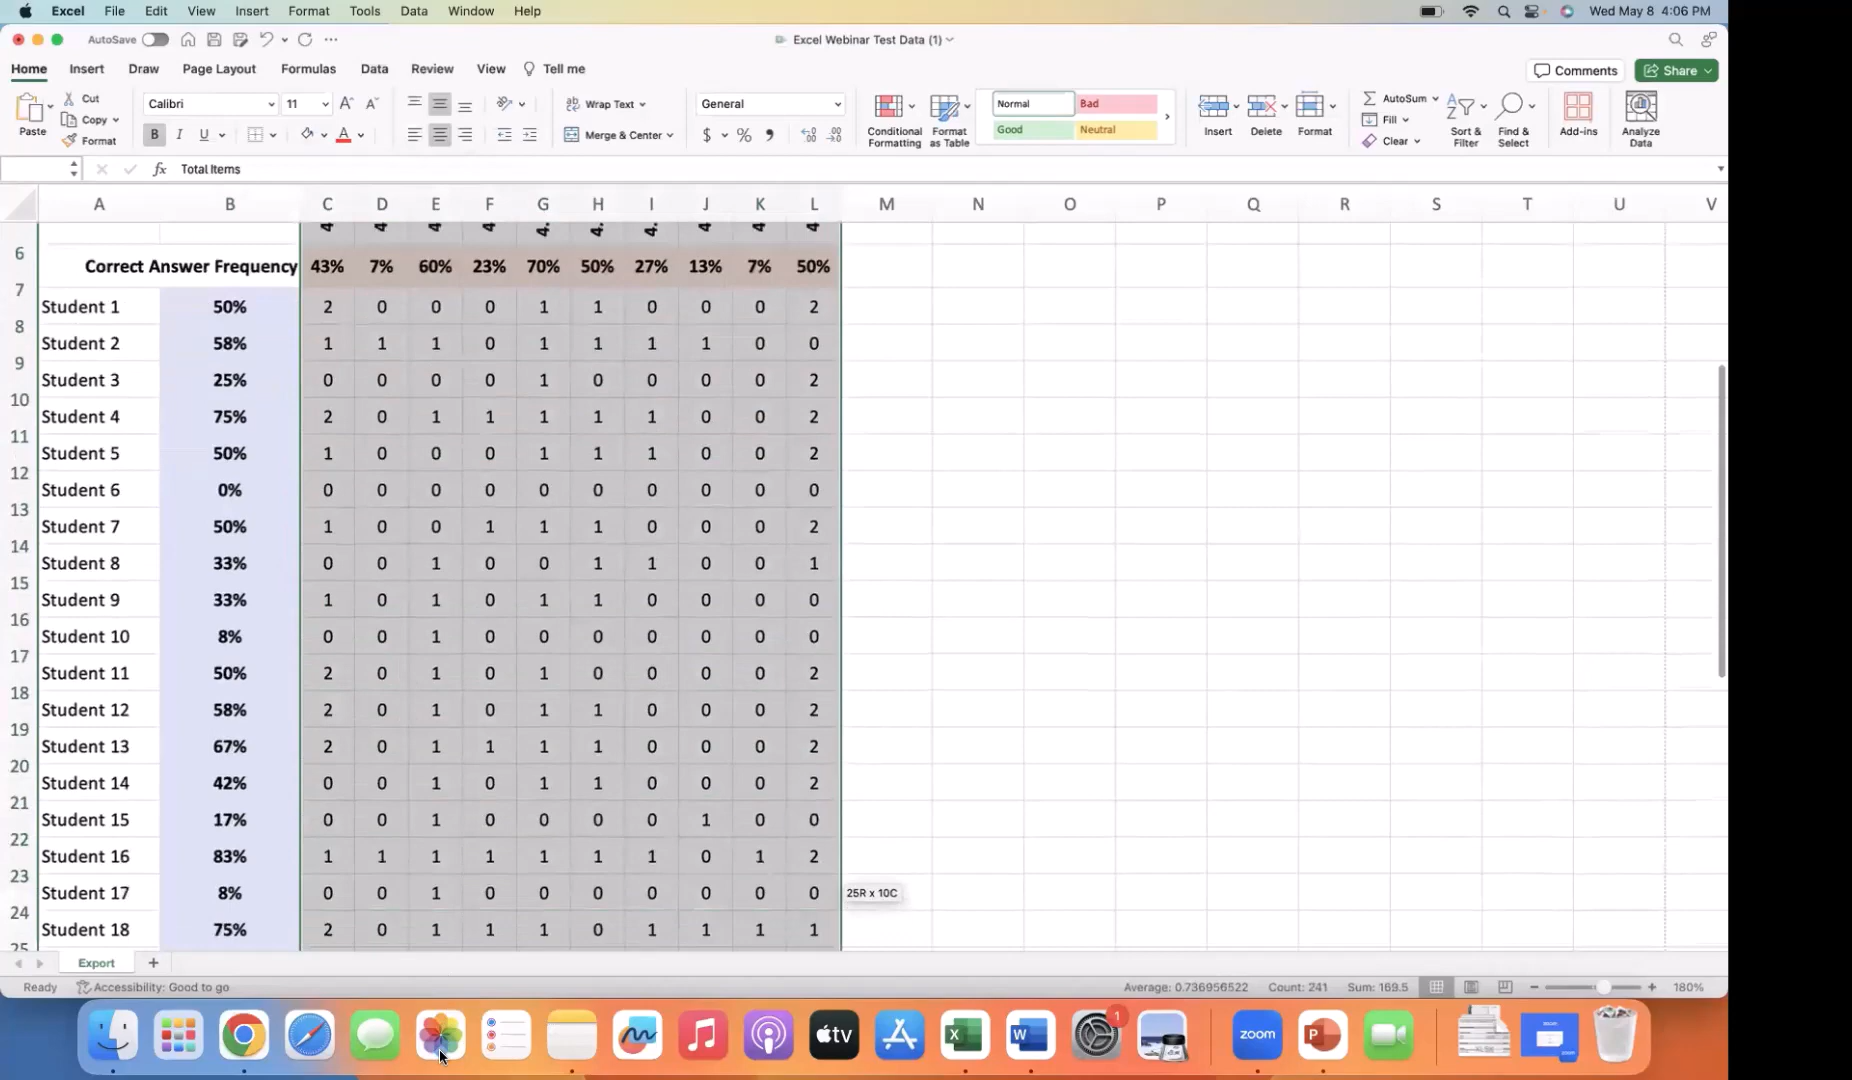 Excel File Edit View Insert Format Tools Data Window Help Wed May 8 4:06 PM
AutoSave Excel Webinar Test Data (1)
Home Insert Draw Page Layout Formulas Data Review View Tell me Comments Share
Cut Calibri 11 Wrap Text General Normal Bad AutoSum
Paste Copy Fill
Format B I U A Merge & Center $ % Good Neutral Clear
Conditional Formatting Format as Table Insert Delete Format Sort & Filter Find & Select Add-ins Analyze Data
fx Total Items
A B C D E F G H I J K L M N O P Q R S T U V
6 Correct Answer Frequency 43% 7% 60% 23% 70% 50% 27% 13% 7% 50%
7 Student 1 50% 2 0 0 0 1 1 0 0 0 2
8 Student 2 58% 1 1 1 0 1 1 1 1 0 0
9 Student 3 25% 0 0 0 0 1 0 0 0 0 2
10 Student 4 75% 2 0 1 1 1 1 1 0 0 2
11 Student 5 50% 1 0 0 0 1 1 1 0 0 2
12 Student 6 0% 0 0 0 0 0 0 0 0 0 0
13 Student 7 50% 1 0 0 1 1 1 0 0 0 2
14 Student 8 33% 0 0 1 0 0 1 1 0 0 1
15 Student 9 33% 1 0 1 0 1 1 0 0 0 0
16 Student 10 8% 0 0 1 0 0 0 0 0 0 0
17 Student 11 50% 2 0 1 0 1 0 0 0 0 2
18 Student 12 58% 2 0 1 0 1 1 0 0 0 2
19 Student 13 67% 2 0 1 1 1 1 0 0 0 2
20 Student 14 42% 0 0 1 0 1 1 0 0 0 2
21 Student 15 17% 0 0 1 0 0 0 0 1 0 0
22 Student 16 83% 1 1 1 1 1 1 1 0 1 2
23 Student 17 8% 0 0 1 0 0 0 0 0 0 0 25R x 10C
24 Student 18 75% 2 0 1 1 1 0 1 1 1 1
25
Export
Ready Accessibility: Good to go Average: 0.736956522 Count: 241 Sum: 169.5 180%
tv X W 1 zoom P